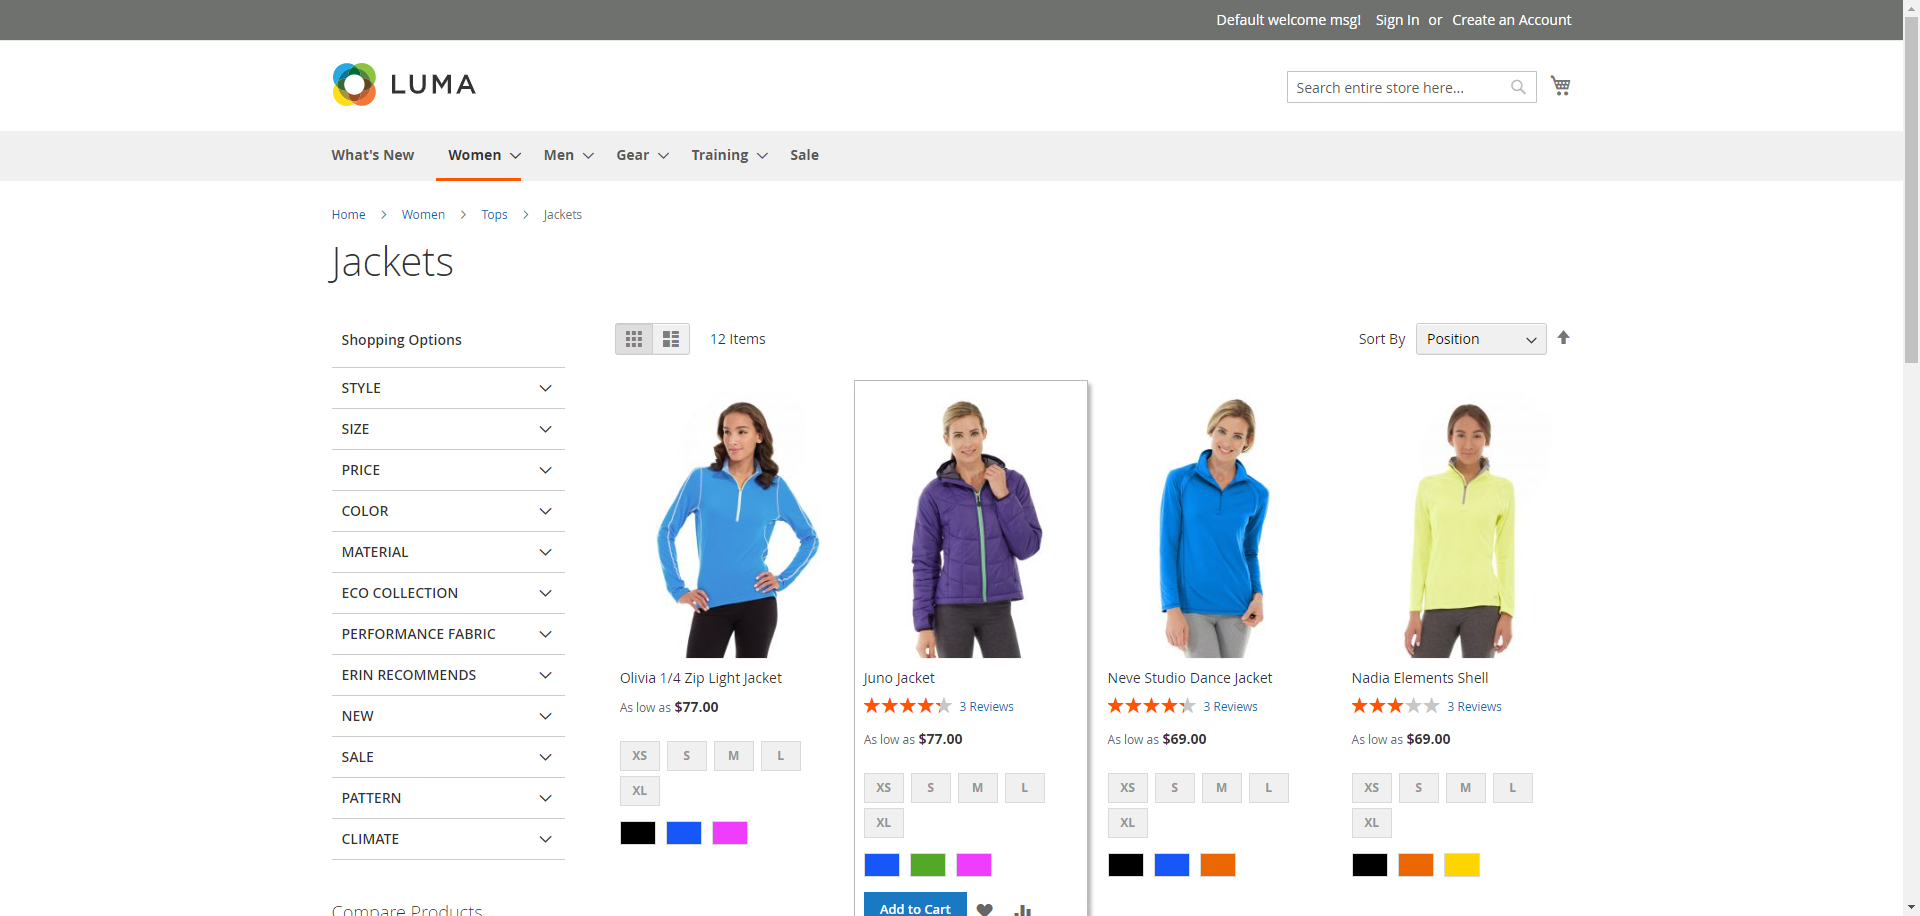 Default welcome msg! Sign In or Create an Account
LUMA
Search entire store here...
What's New Women Men Gear Training Sale
Home Women Tops Jackets
Jackets
Shopping Options
STYLE
SIZE
PRICE
COLOR
MATERIAL
ECO COLLECTION
PERFORMANCE FABRIC
ERIN RECOMMENDS
NEW
SALE
PATTERN
CLIMATE
Compare Products
12 Items
Sort By Position
Olivia 1/4 Zip Light Jacket
As low as $77.00
XS S M L
XL
Juno Jacket
3 Reviews
As low as $77.00
XS S M L
XL
Add to Cart
Neve Studio Dance Jacket
3 Reviews
As low as $69.00
XS S M L
XL
Nadia Elements Shell
3 Reviews
As low as $69.00
XS S M L
XL